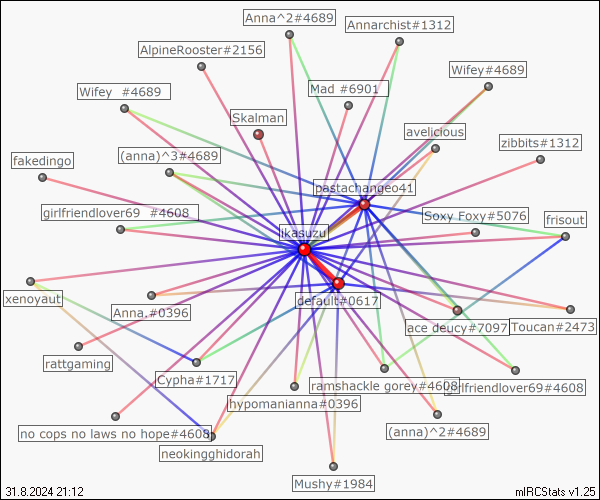 Anna^2#4689
Annarchist#1312
AlpineRooster#2156
Wifey#4689
Wifey #4689
Mad #6901
Skalman
avelicious
zibbits#1312
fakedingo
(anna)^3#4689
pastachangeo41
girlfriendlover69 #4608
Soxy Foxy#5076
frisout
ikasuzu
xenoyaut
Anna,#0396
default#0617
ace deucy#7097
Toucan#2473
rattgaming
Cypha#1717
ramshackle gorey#4608
girlfriendlover69#4608
hypomanianna#0396
no cops no laws no hope#4608
(anna)^2#4689
neokingghidorah
Mushy#1984
31.8.2024 21:12
mIRCStats v1.25